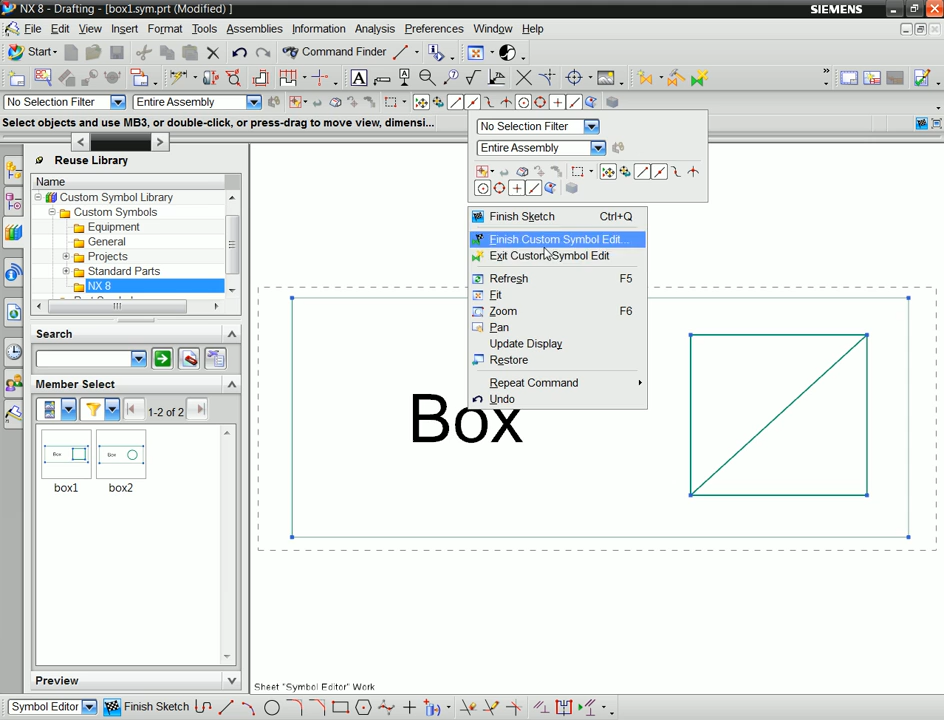 NX 8 - Drafting - [box1.sym.prt (Modified) ]
SIEMENS
File Edit View Insert Format Tools Assemblies Information Analysis Preferences Window Help
Start
Command Finder
No Selection Filter
Entire Assembly
Select objects and use MB3, or double-click, or press-drag to move view, dimensi...
No Selection Filter
Entire Assembly
Reuse Library
Name
Custom Symbol Library
Custom Symbols
Equipment
General
Projects
Standard Parts
NX 8
Finish Sketch Ctrl+Q
Finish Custom Symbol Edit...
Exit Custom Symbol Edit
Refresh F5
Fit
Zoom F6
Pan
Update Display
Restore
Repeat Command
Undo
Search
Member Select
1-2 of 2
Box
Box
box1
box2
Box
Preview
Sheet "Symbol Editor" Work
Symbol Editor
Finish Sketch